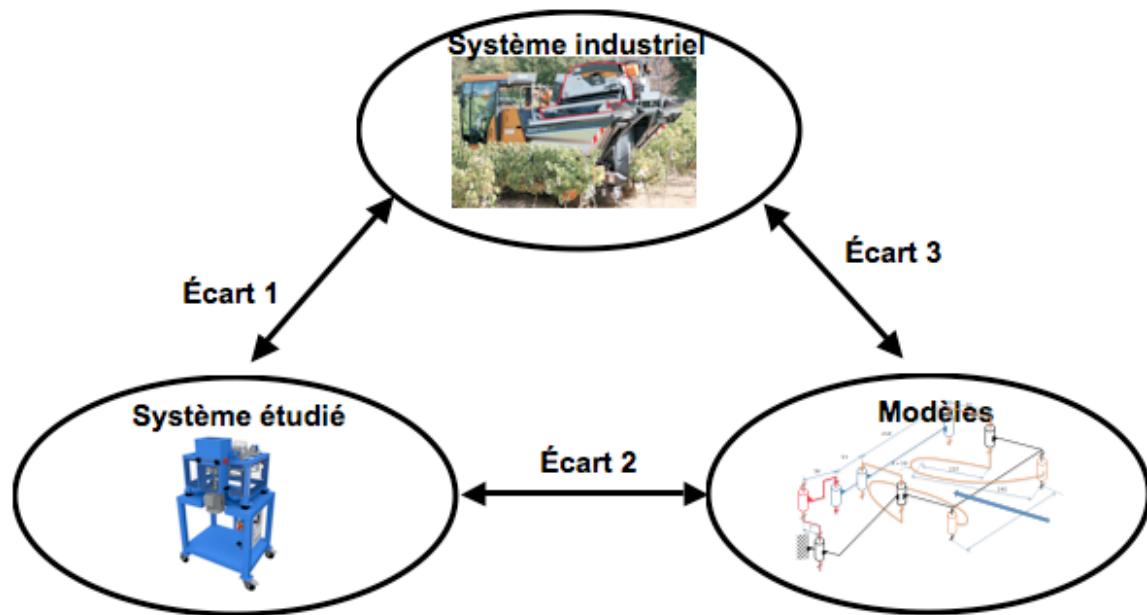 Système industriel
Écart 1
Écart 3
Système étudié
Écart 2
Modèles